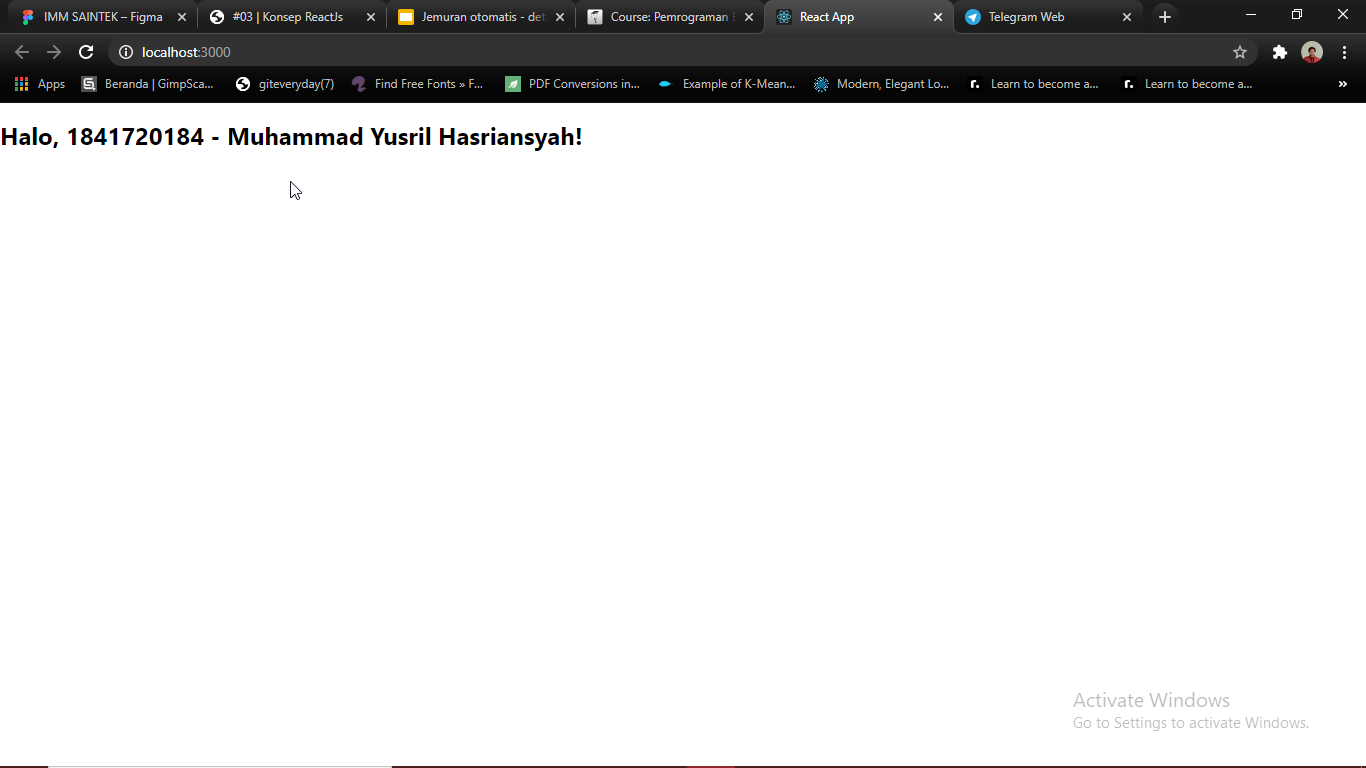 IMM SAINTEK – Figma
#03 | Konsep ReactJs
Jemuran otomatis - det
Course: Pemrograman
React App
Telegram Web
localhost:3000
Apps
Beranda | GimpSca...
giteveryday(7)
Find Free Fonts » F...
PDF Conversions in...
Example of K-Mean...
Modern, Elegant Lo...
Learn to become a...
Learn to become a...
»
Halo, 1841720184 - Muhammad Yusril Hasriansyah!
Activate Windows
Go to Settings to activate Windows.